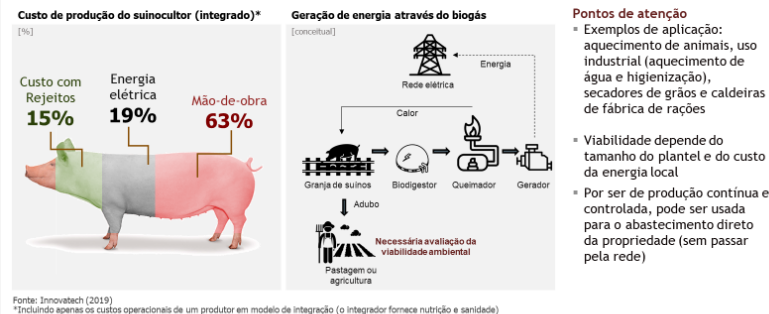 Custo de produção do suinocultor (integrado)*
[%]
Custo com
Rejeitos
15%
Energia
elétrica
19%
Mão-de-obra
63%
Geração de energia através do biogás
[conceitual]
Rede elétrica
Energia
Calor
Granja de suínos
Biodigestor
Queimador
Gerador
Adubo
Necessária avaliação da
viabilidade ambiental
Pastagem ou
agricultura
Pontos de atenção
▪ Exemplos de aplicação:
aquecimento de animais, uso
industrial (aquecimento de
água e higienização),
secadores de grãos e caldeiras
de fábrica de rações
▪ Viabilidade depende do
tamanho do plantel e do custo
da energia local
▪ Por ser de produção contínua e
controlada, pode ser usada
para o abastecimento direto
da propriedade (sem passar
pela rede)
Fonte: Innovatech (2019)
*Incluindo apenas os custos operacionais de um produtor em modelo de integração (o integrador fornece nutrição e sanidade)